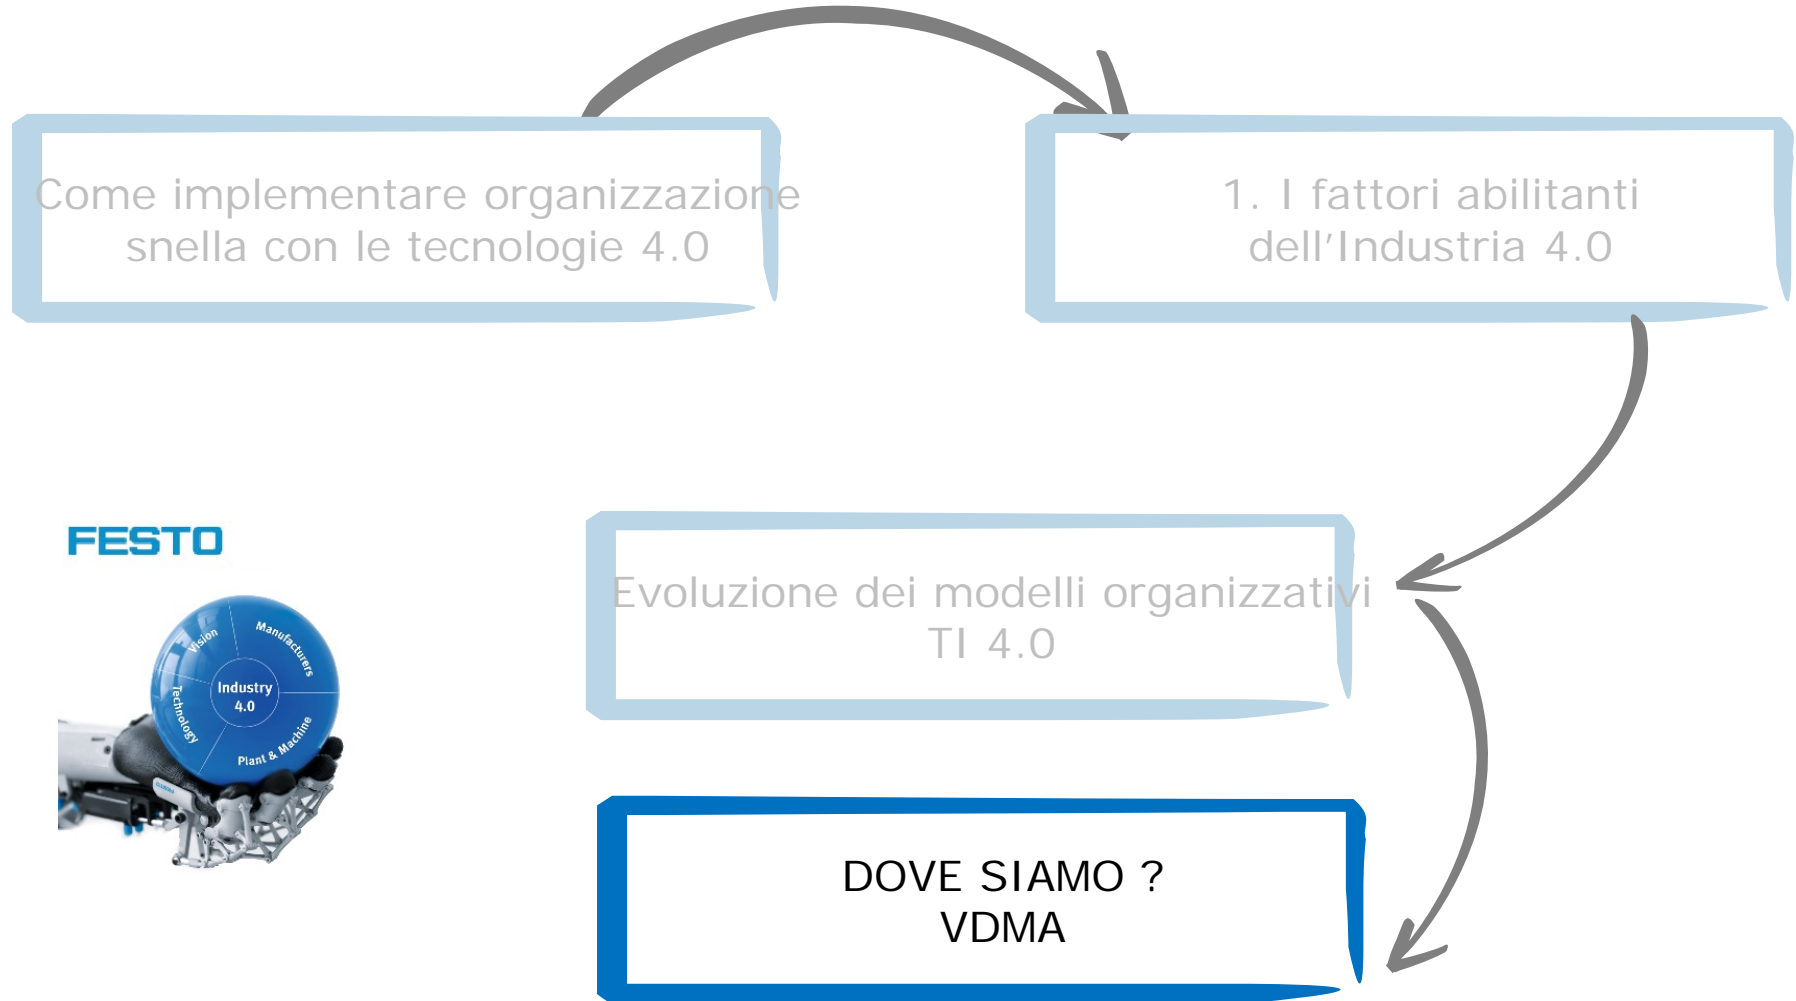 Come implementare organizzazione
snella con le tecnologie 4.0
1. I fattori abilitanti
dell'Industria 4.0
FESTO
Evoluzione dei modelli organizzativi
TI 4.0
Vision
Manufacturers
Industry
4.0
Technology
Plant & Machine
FESTO
DOVE SIAMO ?
VDMA